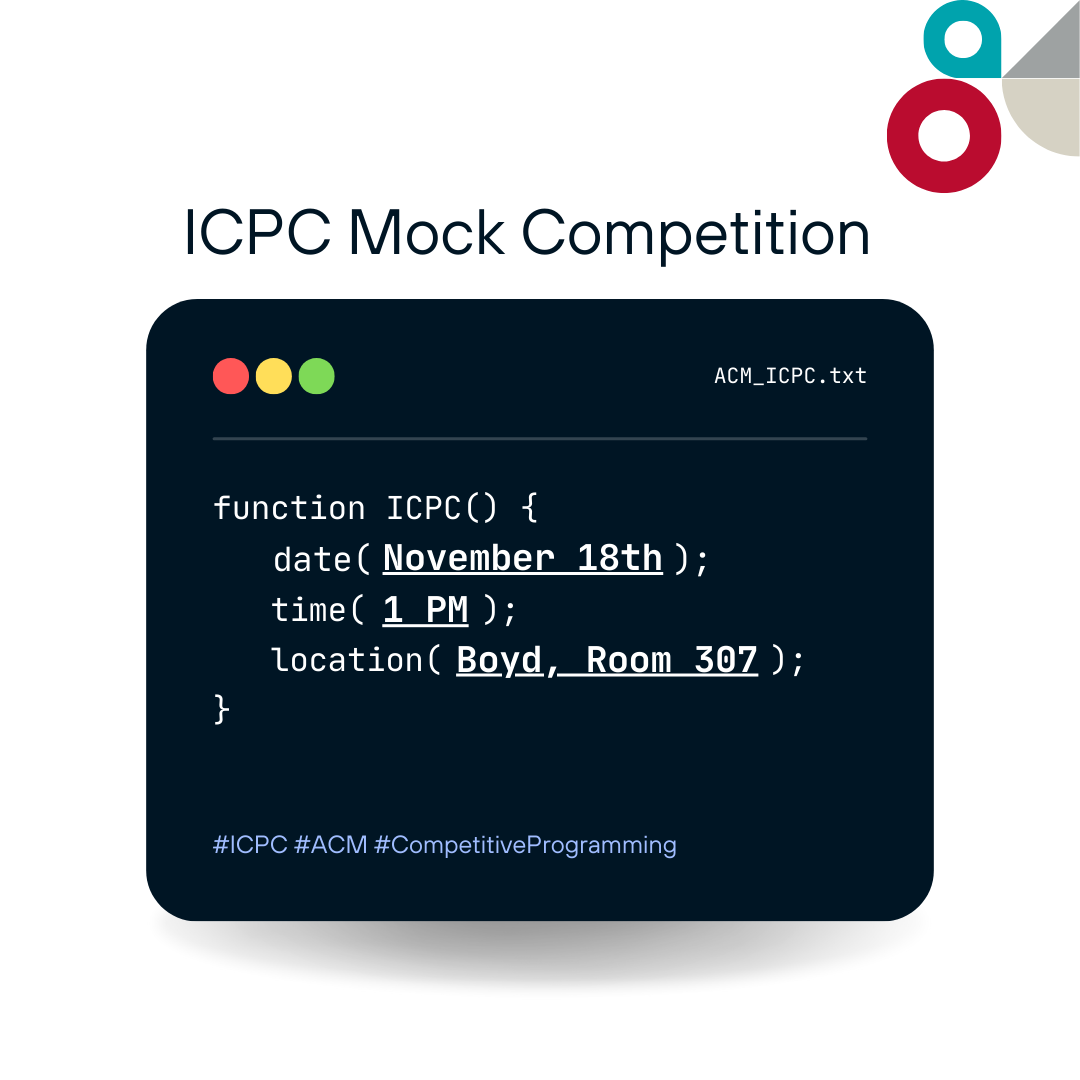 ICPC Mock Competition
ACM_ICPC.txt
function ICPC() {
date( November 18th );
time( 1 PM );
location( Boyd, Room 307 );
}
#ICPC #ACM #CompetitiveProgramming